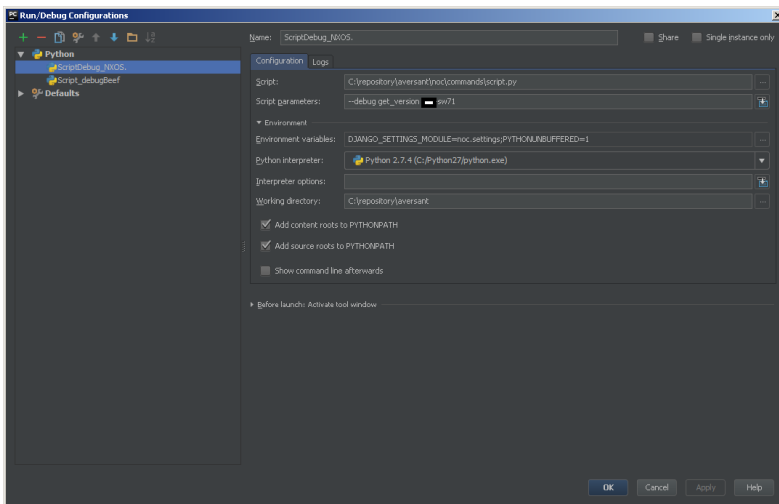 PC Run/Debug Configurations
Name: ScriptDebug_NXOS.
Share
Single instance only
Python
ScriptDebug_NXOS.
Script_debugBeef
Defaults
Configuration Logs
Script: C:\repository\aversant\noc\commands\script.py
Script parameters: --debug get_version sw71
Environment
Environment variables: DJANGO_SETTINGS_MODULE=noc.settings;PYTHONUNBUFFERED=1
Python interpreter: Python 2.7.4 (C:/Python27/python.exe)
Interpreter options:
Working directory: C:\repository\aversant
Add content roots to PYTHONPATH
Add source roots to PYTHONPATH
Show command line afterwards
Before launch: Activate tool window
OK Cancel Apply Help